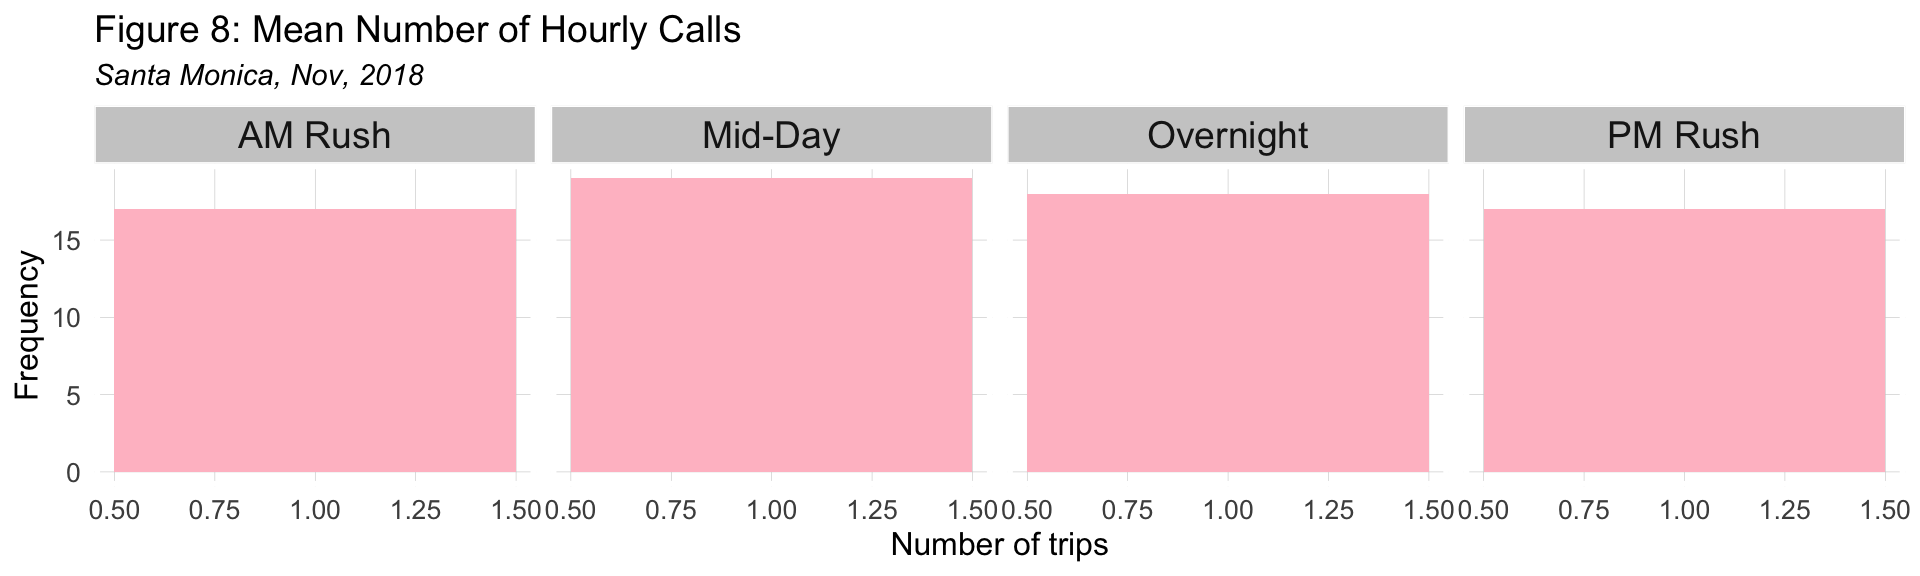 Figure 8: Mean Number of Hourly Calls
Santa Monica, Nov, 2018
AM Rush Mid-Day Overnight PM Rush
Frequency
15
10
5
0
0.50 0.75 1.00 1.25 1.50 0.50 0.75 1.00 1.25 1.50 0.50 0.75 1.00 1.25 1.50 0.50 0.75 1.00 1.25 1.50
Number of trips